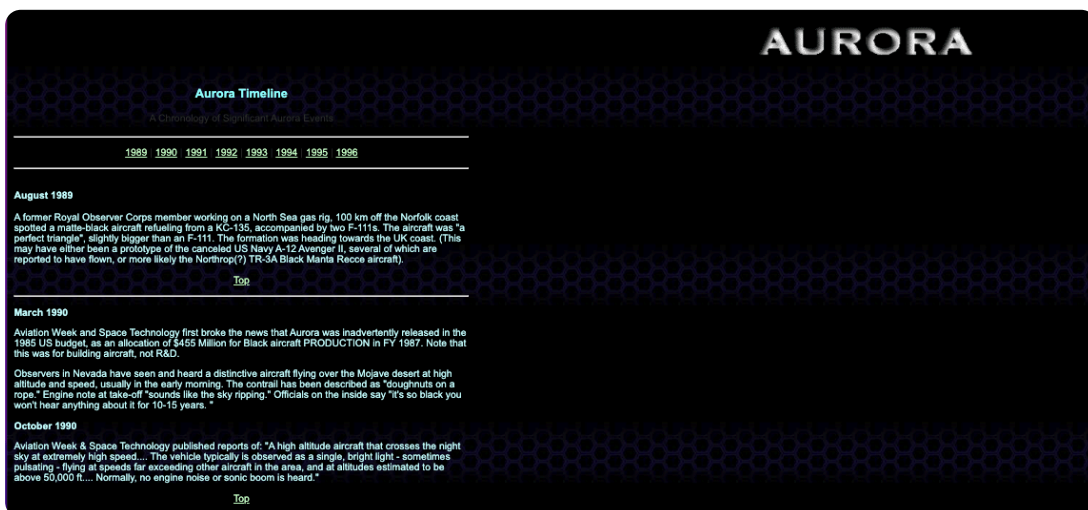 AURORA
Aurora Timeline
A Chronology of Significant Aurora Events
1989 | 1990 | 1991 | 1992 | 1993 | 1994 | 1995 | 1996
August 1989
A former Royal Observer Corps member working on a North Sea gas rig, 100 km off the Norfolk coast
spotted a matte-black aircraft refueling from a KC-135, accompanied by two F-111s. The aircraft was "a
perfect triangle", slightly bigger than an F-111. The formation was heading towards the UK coast. (This
may have either been a prototype of the canceled US Navy A-12 Avenger II, several of which are
reported to have flown, or more likely the Northrop(?) TR-3A Black Manta Recce aircraft).
Top
March 1990
Aviation Week and Space Technology first broke the news that Aurora was inadvertently released in the
1985 US budget, as an allocation of $455 Million for Black aircraft PRODUCTION in FY 1987. Note that
this was for building aircraft, not R&D.
Observers in Nevada have seen and heard a distinctive aircraft flying over the Mojave desert at high
altitude and speed, usually in the early morning. The contrail has been described as "doughnuts on a
rope." Engine note at take-off "sounds like the sky ripping." Officials on the inside say "it's so black you
won't hear anything about it for 10-15 years. "
October 1990
Aviation Week & Space Technology published reports of: "A high altitude aircraft that crosses the night
sky at extremely high speed.... The vehicle typically is observed as a single, bright light - sometimes
pulsating - flying at speeds far exceeding other aircraft in the area, and at altitudes estimated to be
above 50,000 ft.... Normally, no engine noise or sonic boom is heard."
Top